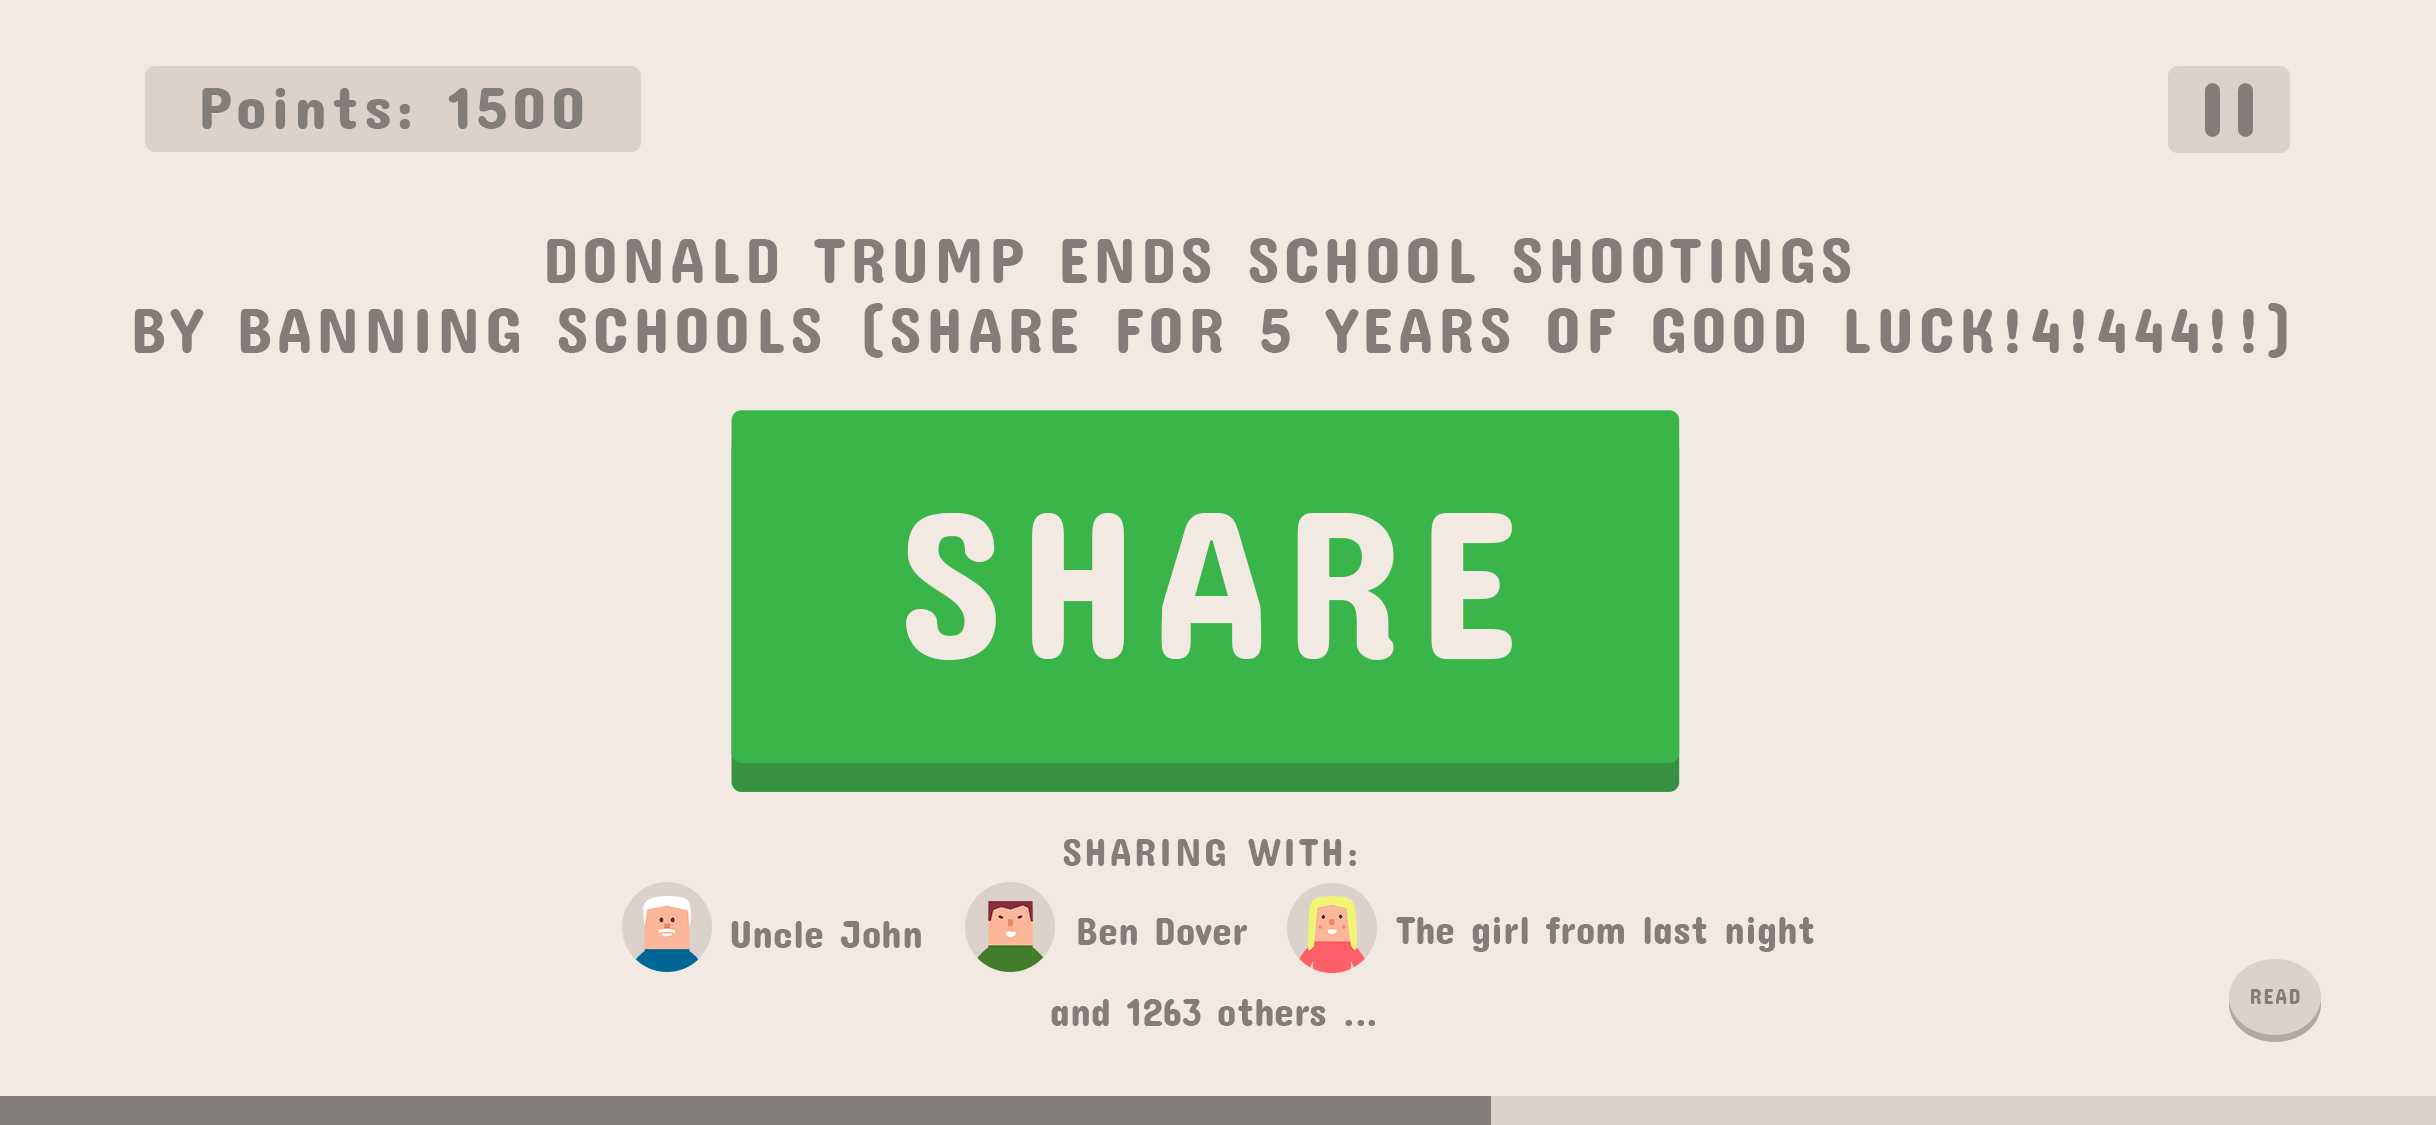 Points: 1500
DONALD TRUMP ENDS SCHOOL SHOOTINGS
BY BANNING SCHOOLS (SHARE FOR 5 YEARS OF GOOD LUCK!4!444!!)
SHARE
SHARING WITH:
Uncle John
Ben Dover
The girl from last night
and 1263 others ...
READ